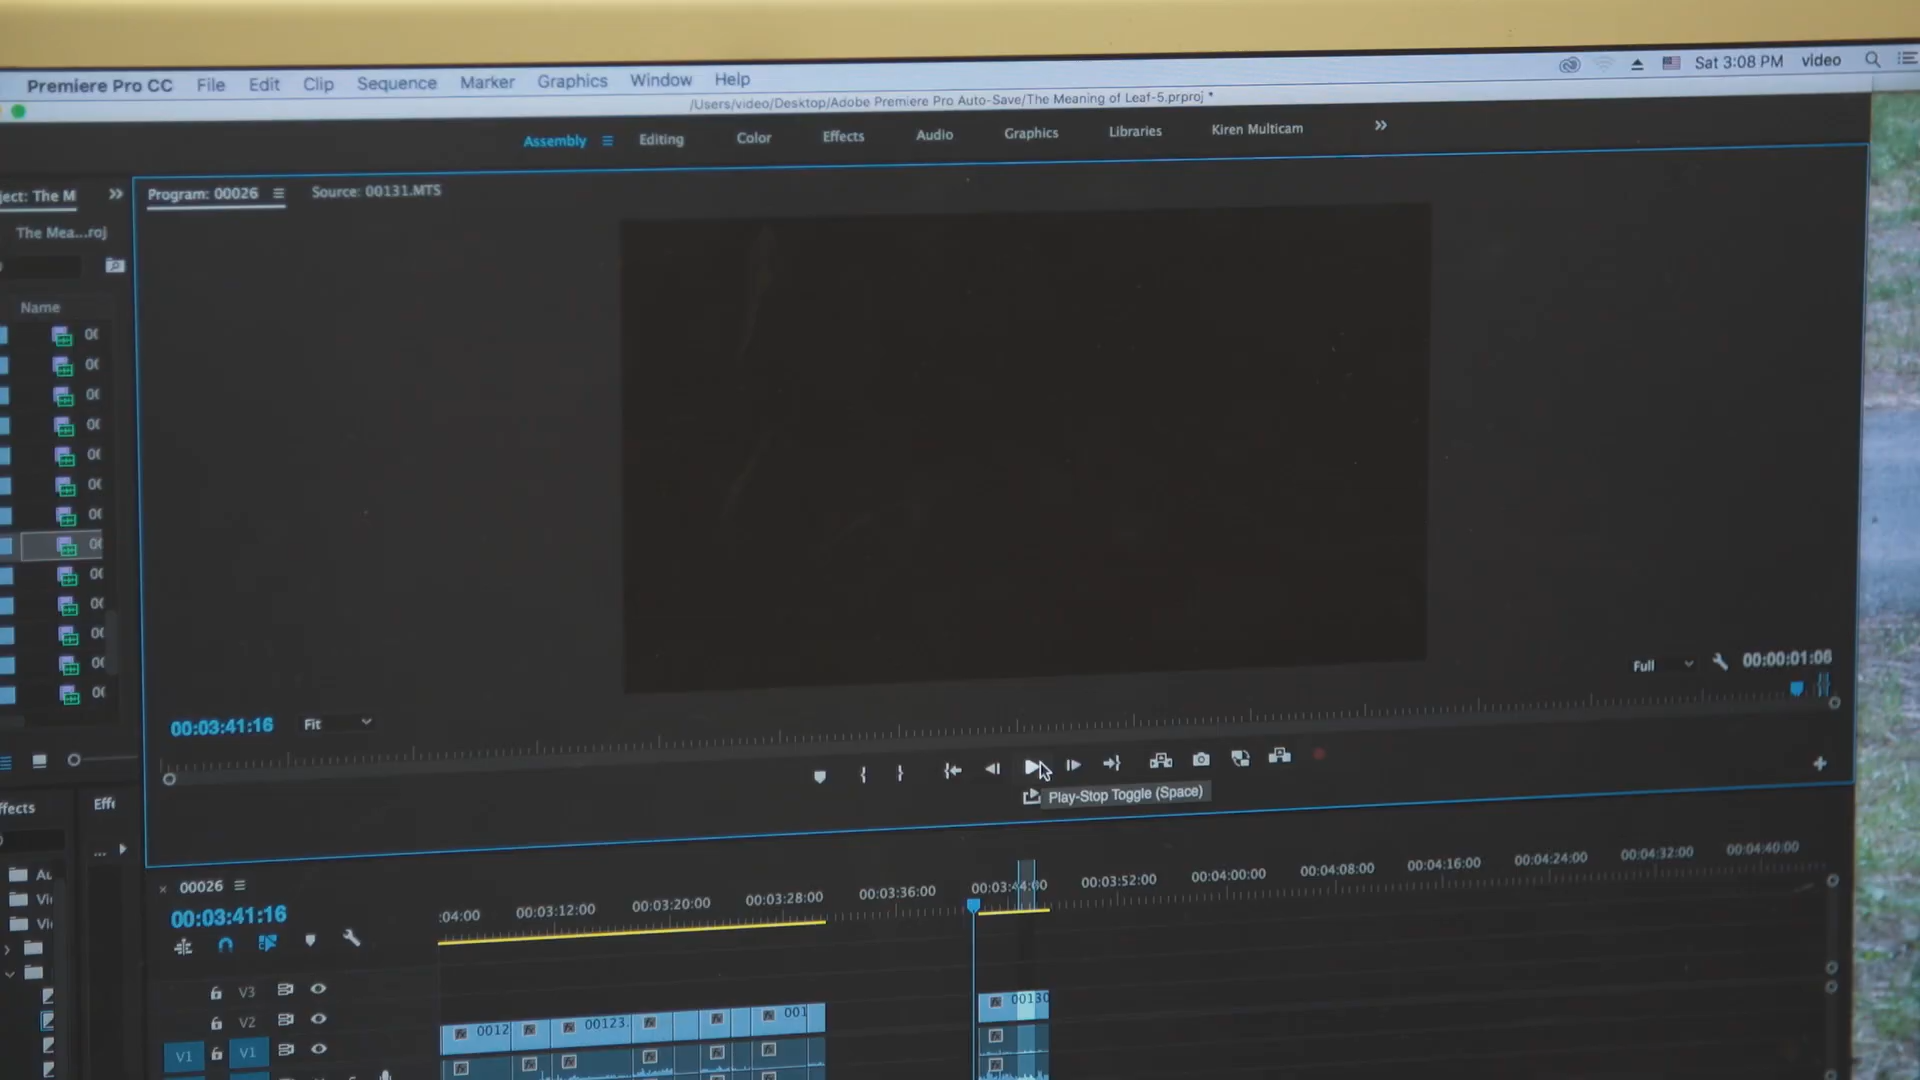 Premiere Pro CC File Edit Clip Sequence Marker Graphics Window Help
Sat 3:08 PM video
/Users/video/Desktop/Adobe Premiere Pro Auto-Save/The Meaning of Leaf-5.prproj *
Assembly Editing Color Effects Audio Graphics Libraries Kiren Multicam
ject: The M
Program: 00026 Source: 00131.MTS
The Mea...roj
Name
Full 00:00:01:06
00:03:41:16 Fit
Play-Stop Toggle (Space)
ffects Effe
00026
00:03:41:16
:04:00 00:03:12:00 00:03:20:00 00:03:28:00 00:03:36:00 00:03:44:00 00:03:52:00 00:04:00:00 00:04:08:00 00:04:16:00 00:04:24:00 00:04:32:00 00:04:40:00
Au
Vi
Vi
V3
V2
V1 V1
0012 00123. 001 00130